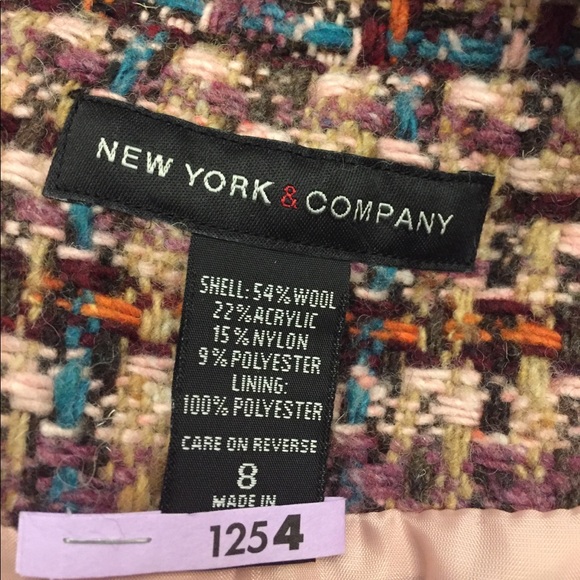 NEW YORK & COMPANY
SHELL: 54% WOOL
22% ACRYLIC
15% NYLON
9% POLYESTER
LINING:
100% POLYESTER
CARE ON REVERSE
8
MADE IN
1254